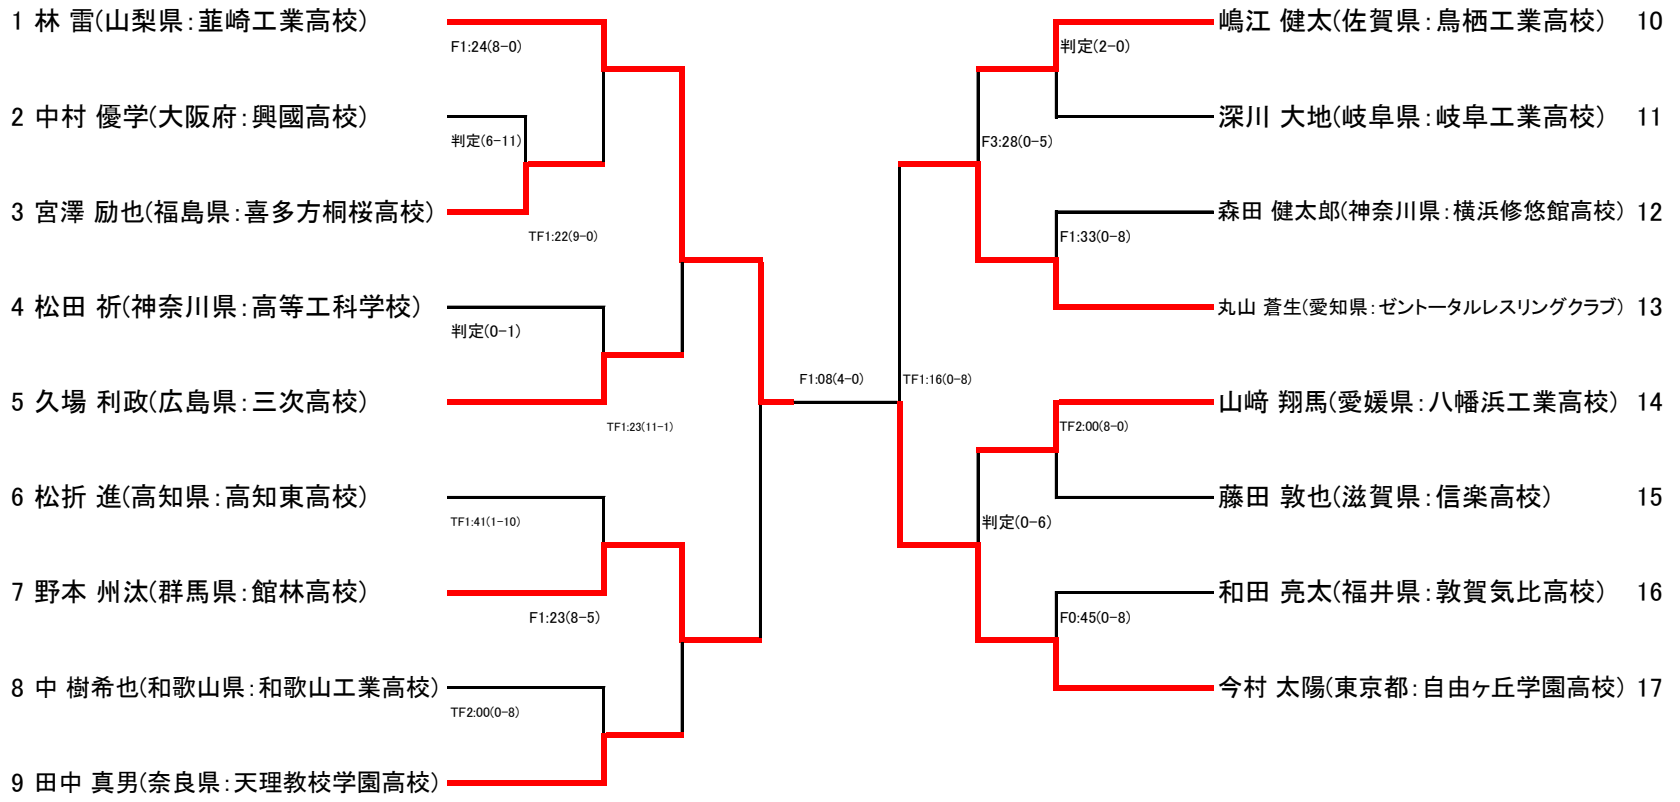 1 林 雷(山梨県：韮崎工業高校)
F1:24(8-0)
2 中村 優学(大阪府：興國高校)
判定(6-11)
3 宮澤 励也(福島県：喜多方桐桜高校)
TF1:22(9-0)
4 松田 祈(神奈川県：高等工科学校)
判定(0-1)
5 久場 利政(広島県：三次高校)
TF1:23(11-1)
6 松折 進(高知県：高知東高校)
TF1:41(1-10)
7 野本 州汰(群馬県：館林高校)
F1:23(8-5)
8 中 樹希也(和歌山県：和歌山工業高校)
TF2:00(0-8)
9 田中 真男(奈良県：天理教校学園高校)
F1:08(4-0)
TF1:16(0-8)
嶋江 健太(佐賀県：鳥栖工業高校) 10
判定(2-0)
深川 大地(岐阜県：岐阜工業高校) 11
F3:28(0-5)
森田 健太郎(神奈川県：横浜修悠館高校) 12
F1:33(0-8)
丸山 蒼生(愛知県：ゼントータルレスリングクラブ) 13
山﨑 翔馬(愛媛県：八幡浜工業高校) 14
TF2:00(8-0)
藤田 敦也(滋賀県：信楽高校) 15
判定(0-6)
和田 亮太(福井県：敦賀気比高校) 16
F0:45(0-8)
今村 太陽(東京都：自由ヶ丘学園高校) 17